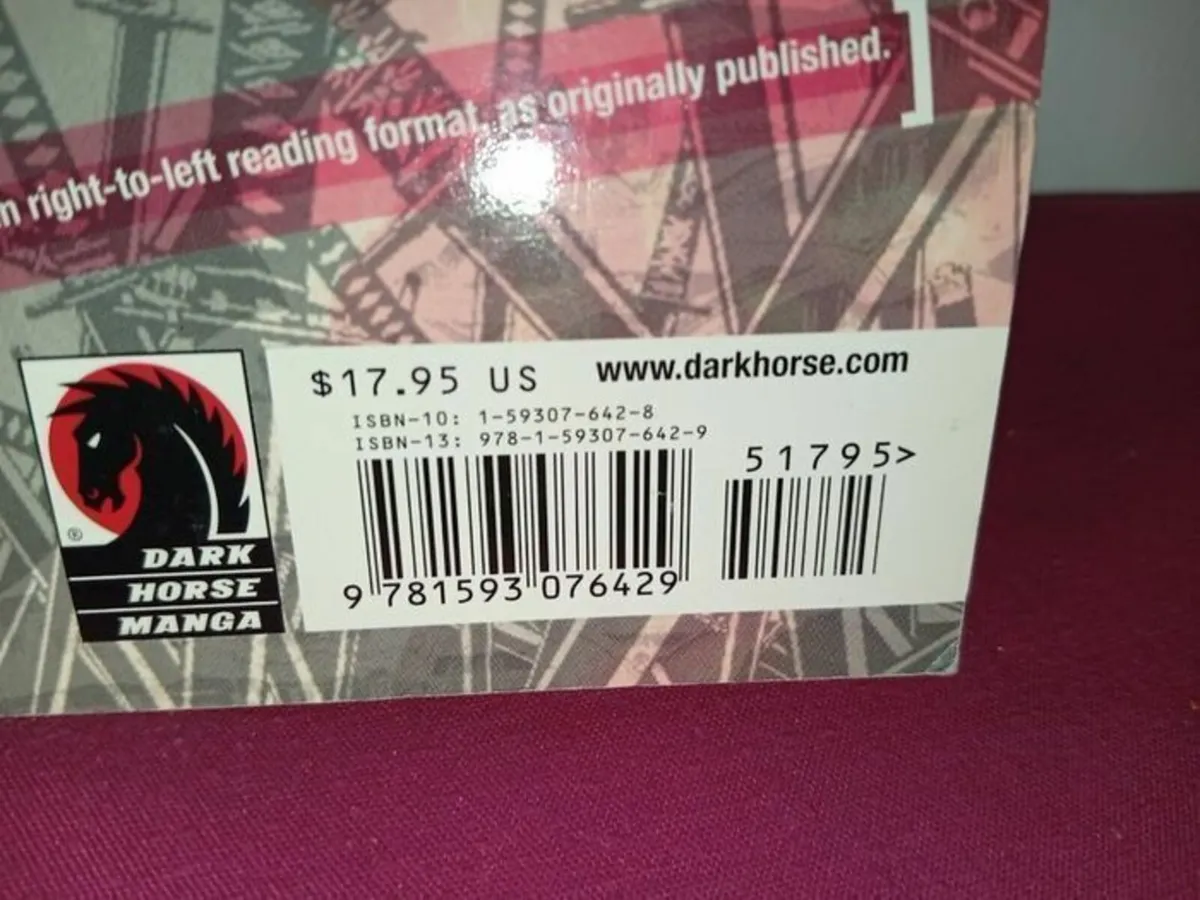 n right-to-left reading format, as originally published.]
$17.95 US
www.darkhorse.com
ISBN-10: 1-59307-642-8
ISBN-13: 978-1-59307-642-9
51795>
9 781593 076429
®
DARK
HORSE
MANGA